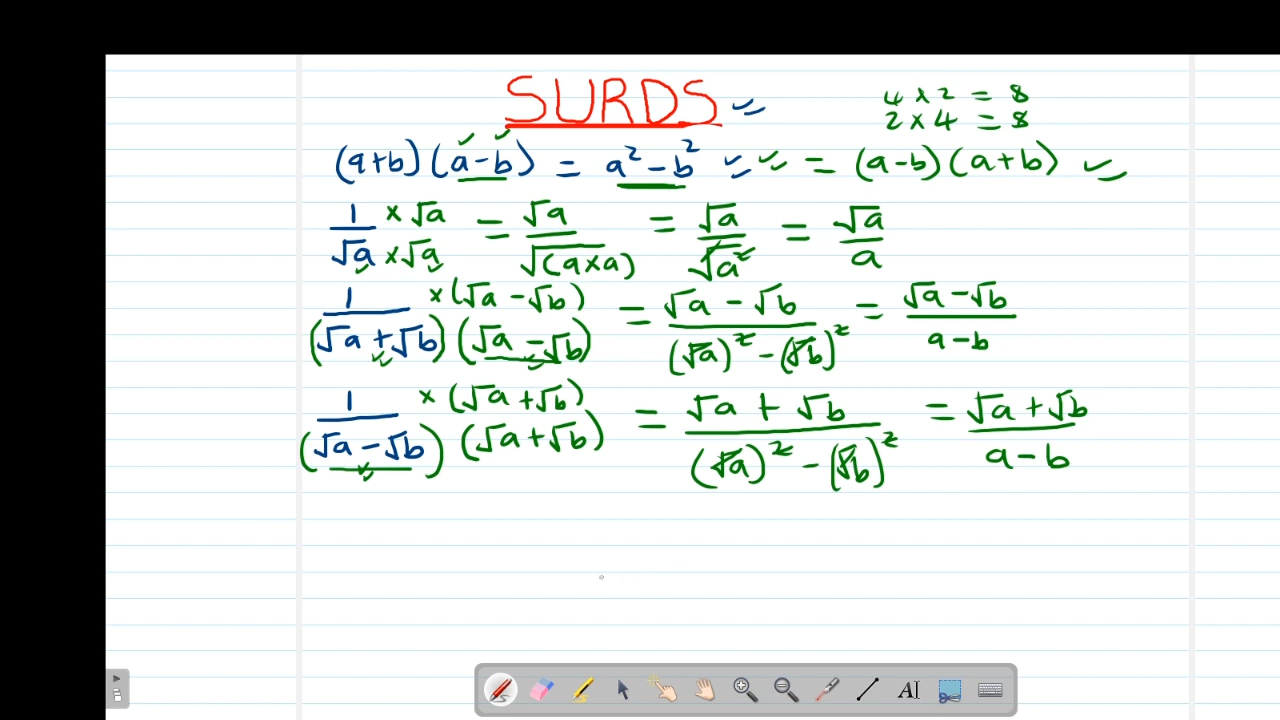 SURDS
4 × 2 = 8
2 × 4 = 8
(a+b)(a-b) = a² - b² = (a-b)(a+b)
1/√a × √a/√a = √a/√(a×a) = √a/√a² = √a/a
1/(√a + √b) × (√a - √b)/(√a - √b) = (√a - √b)/((√a)² - (√b)²) = (√a - √b)/(a - b)
1/(√a - √b) × (√a + √b)/(√a + √b) = (√a + √b)/((√a)² - (√b)²) = (√a + √b)/(a - b)
AI